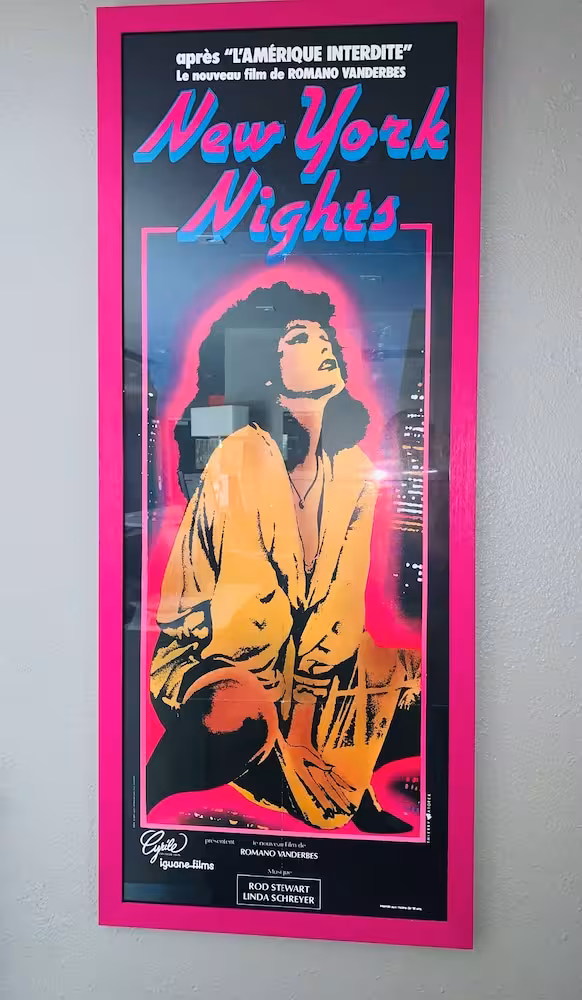 après "L'AMÉRIQUE INTERDITE"
Le nouveau film de ROMANO VANDERBES
New York
Nights
Cyrile
iguane films
présentent
le nouveau film de
ROMANO VANDERBES
Musique
ROD STEWART
LINDA SCHREYER